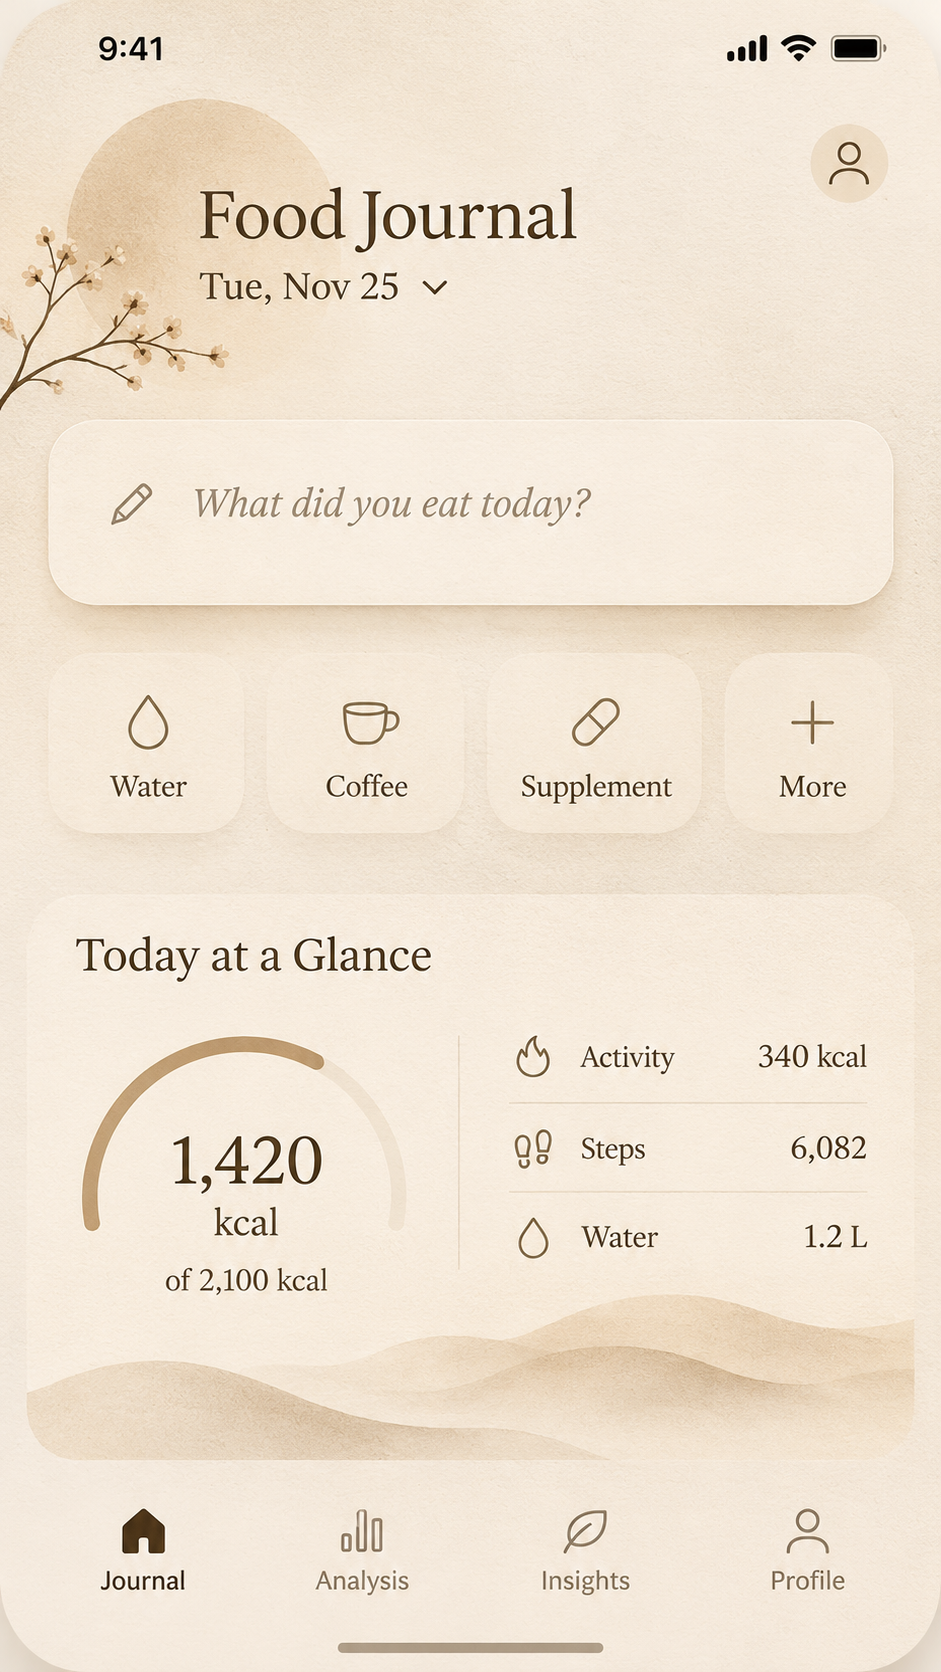 9:41
Food Journal
Tue, Nov 25
What did you eat today?
Water
Coffee
Supplement
More
Today at a Glance
1,420
kcal
of 2,100 kcal
Activity 340 kcal
Steps 6,082
Water 1.2 L
Journal
Analysis
Insights
Profile